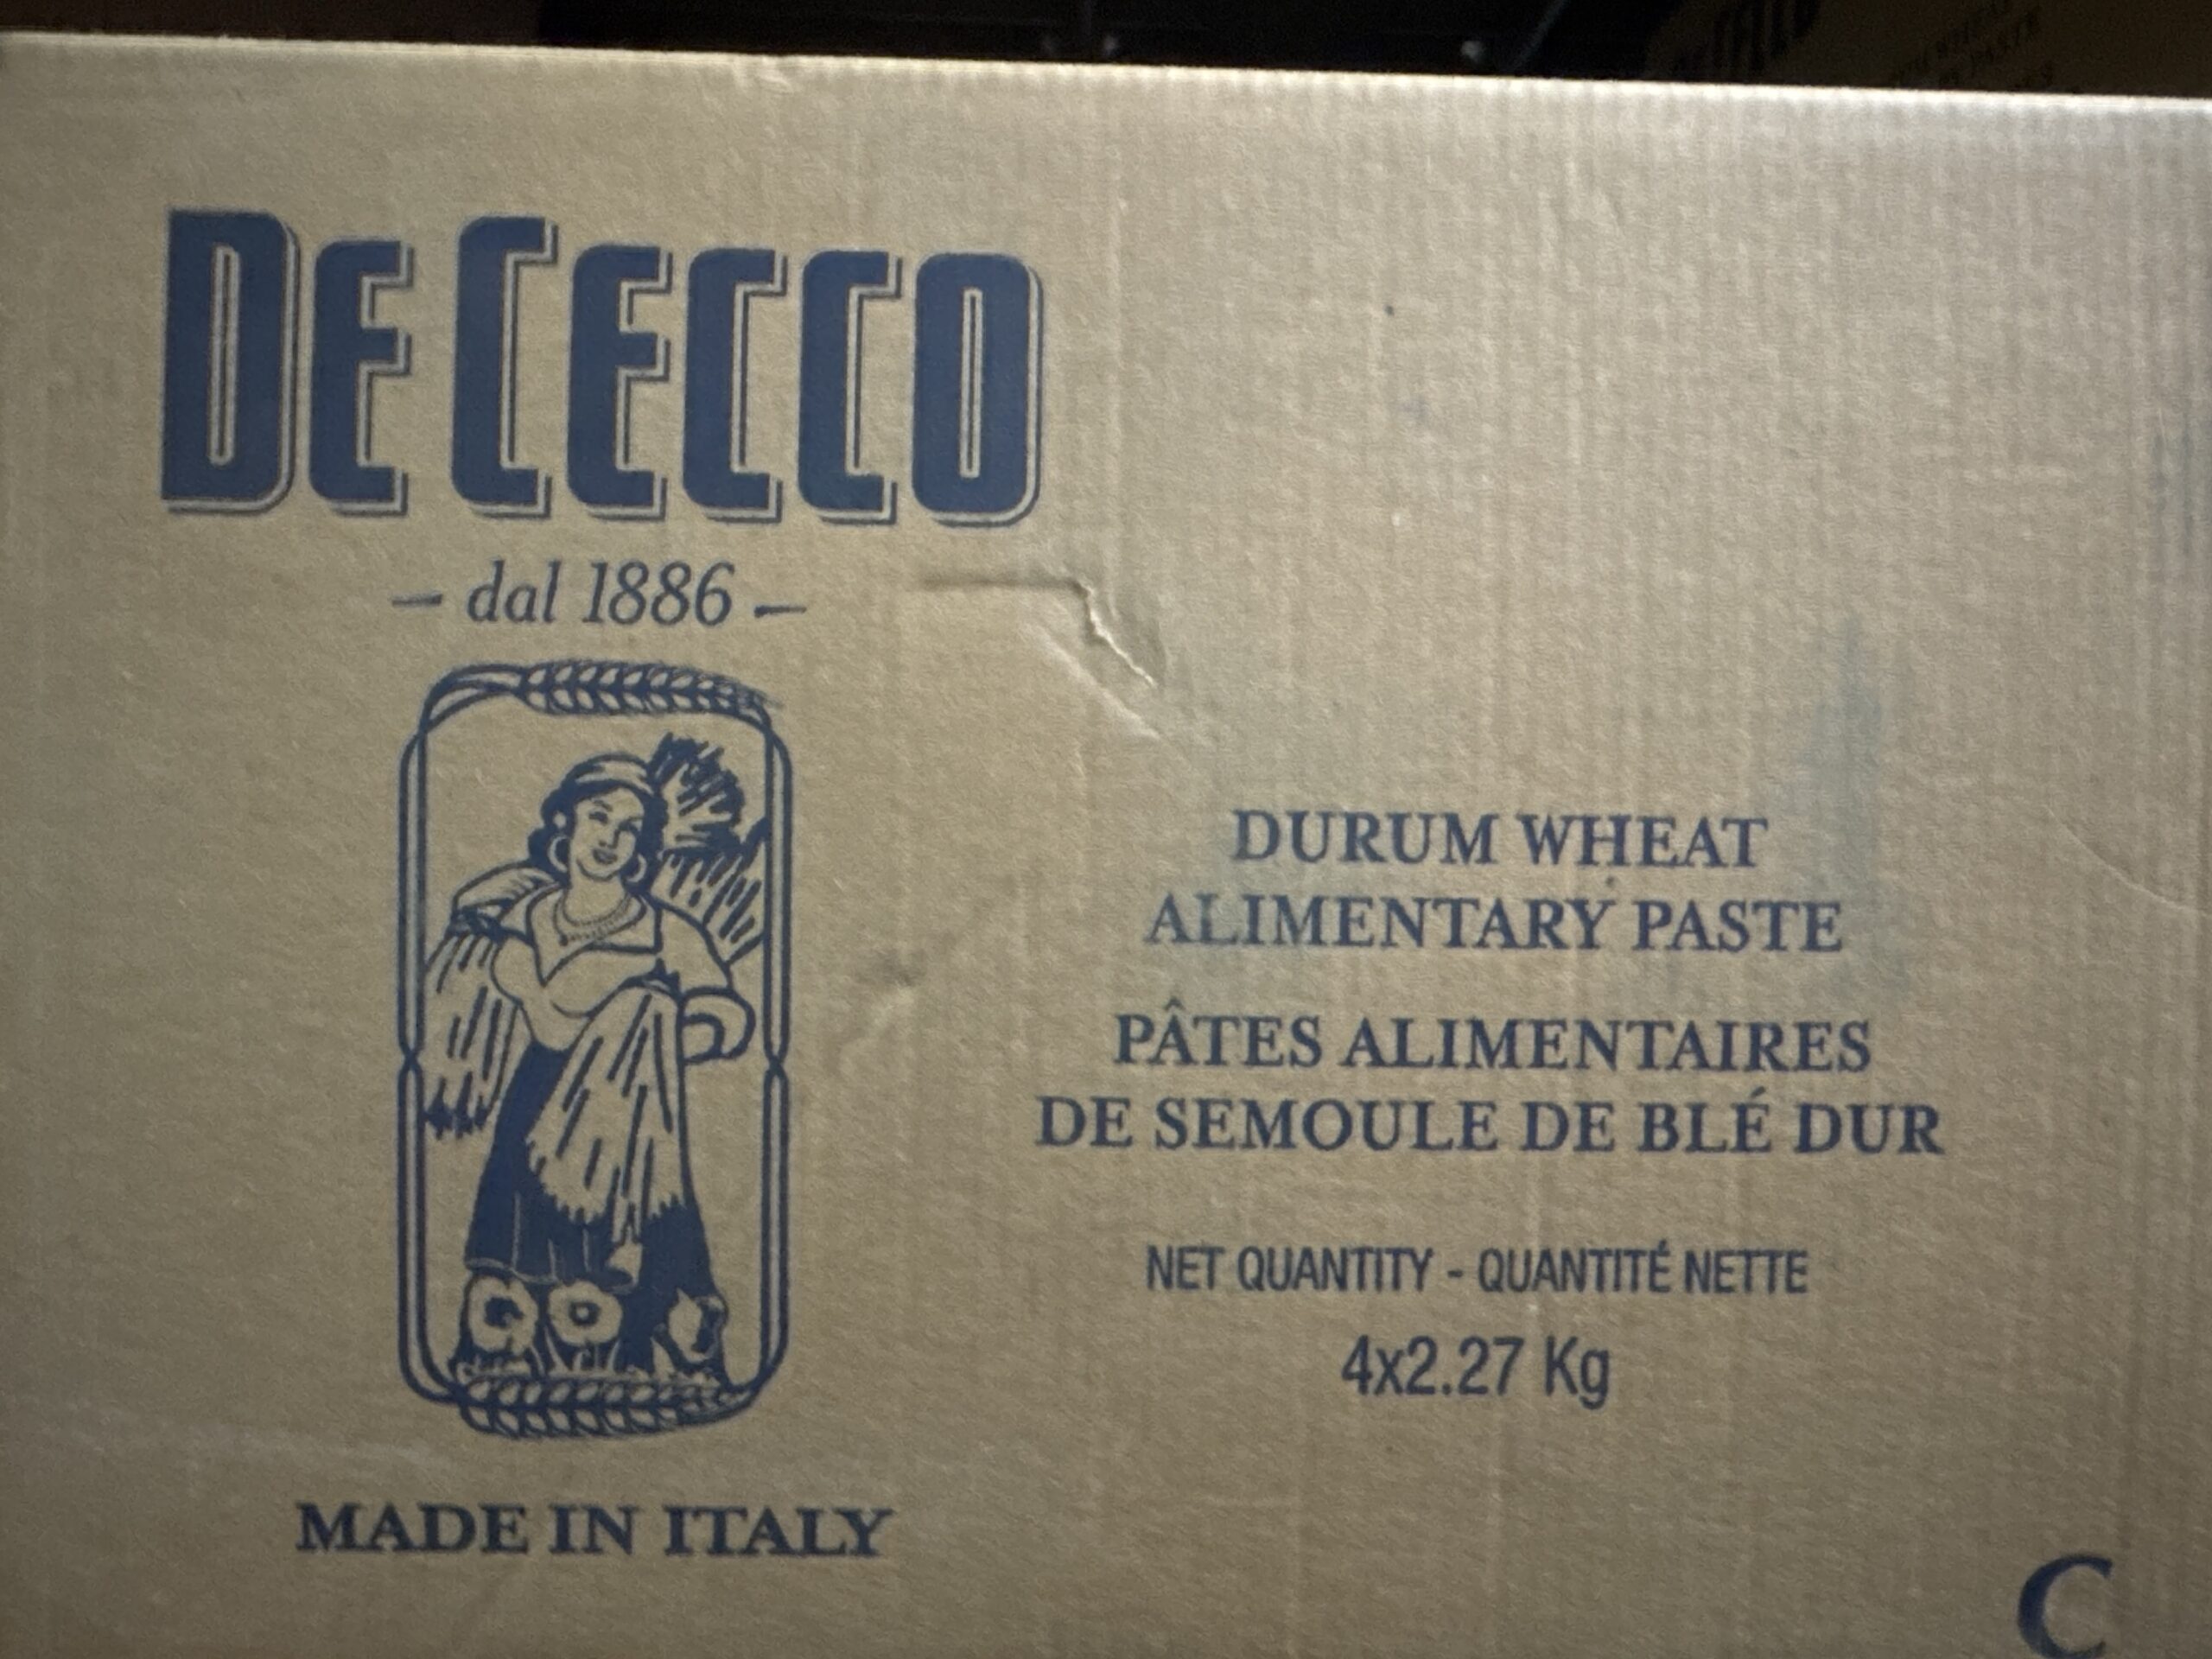 DE CECCO
– dal 1886 –
DURUM WHEAT
ALIMENTARY PASTE
PÂTES ALIMENTAIRES
DE SEMOULE DE BLÉ DUR
NET QUANTITY - QUANTITÉ NETTE
4x2.27 Kg
MADE IN ITALY
C